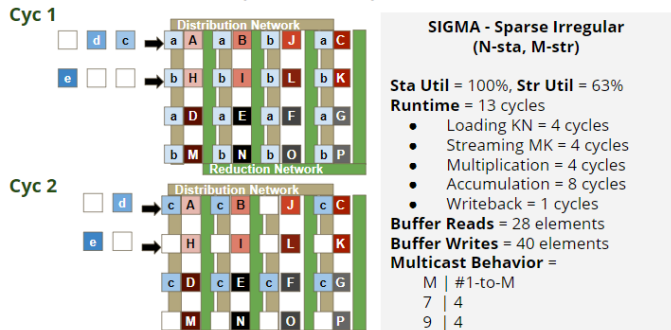 Cyc 1
Distribution Network
d c a A a B b J a C
e b H b I b L b K
a D a E a F a G
b M b N b O b P
Reduction Network
Cyc 2
Distribution Network
d c A c B J c C
e H I L K
c D c E c F c G
M N O P
SIGMA - Sparse Irregular
(N-sta, M-str)
Sta Util = 100%, Str Util = 63%
Runtime = 13 cycles
● Loading KN = 4 cycles
● Streaming MK = 4 cycles
● Multiplication = 4 cycles
● Accumulation = 8 cycles
● Writeback = 1 cycles
Buffer Reads = 28 elements
Buffer Writes = 40 elements
Multicast Behavior =
M | #1-to-M
7 | 4
9 | 4